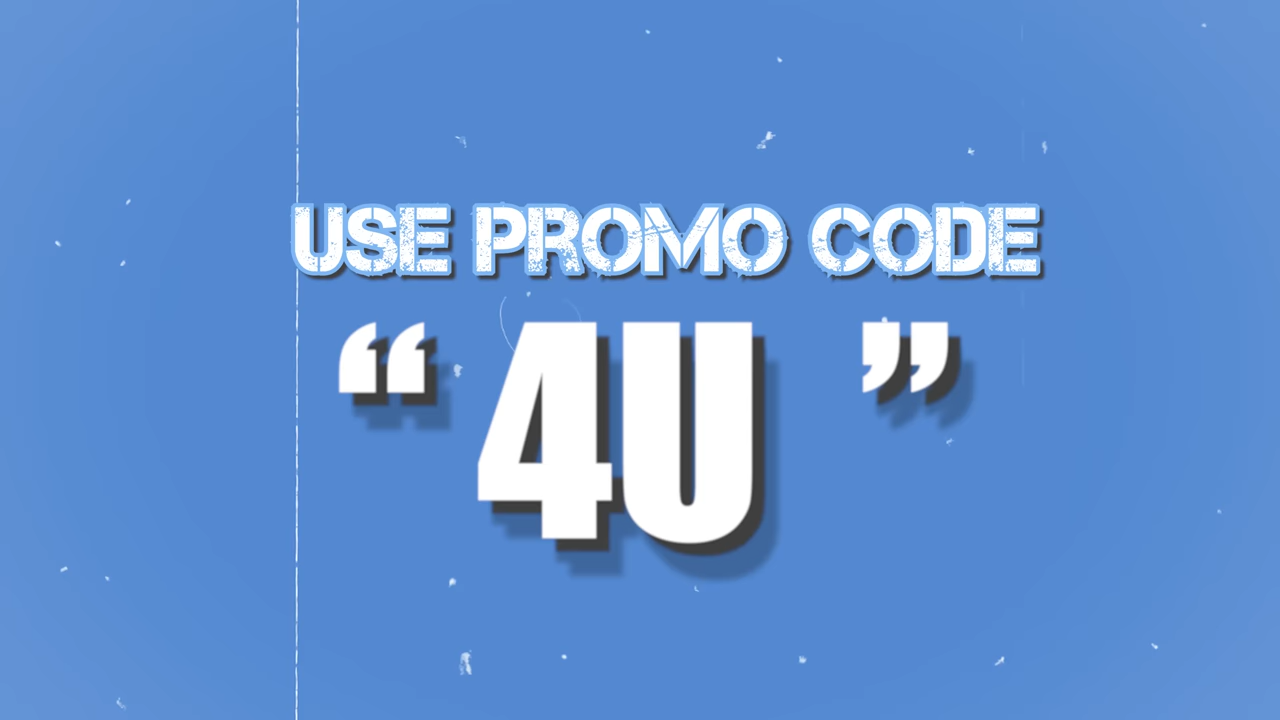 USE PROMO CODE
“ 4U ”